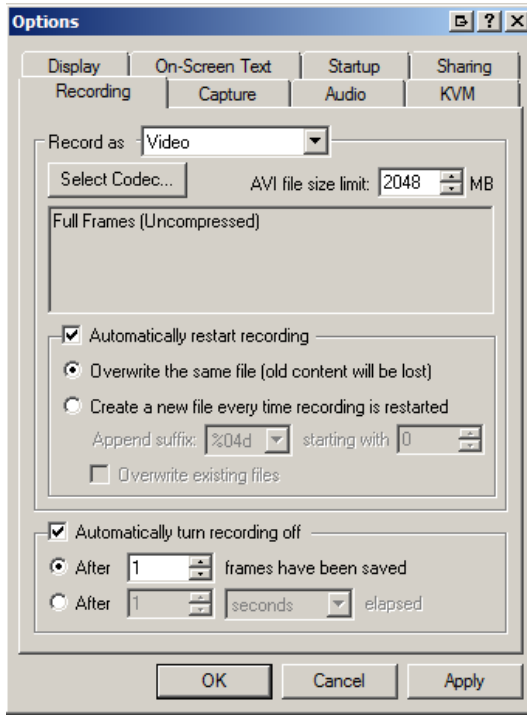 Options
Display On-Screen Text Startup Sharing
Recording Capture Audio KVM
Record as Video
Select Codec... AVI file size limit: 2048 MB
Full Frames (Uncompressed)
Automatically restart recording
Overwrite the same file (old content will be lost)
Create a new file every time recording is restarted
Append suffix: %04d starting with 0
Overwrite existing files
Automatically turn recording off
After 1 frames have been saved
After 1 seconds elapsed
OK Cancel Apply